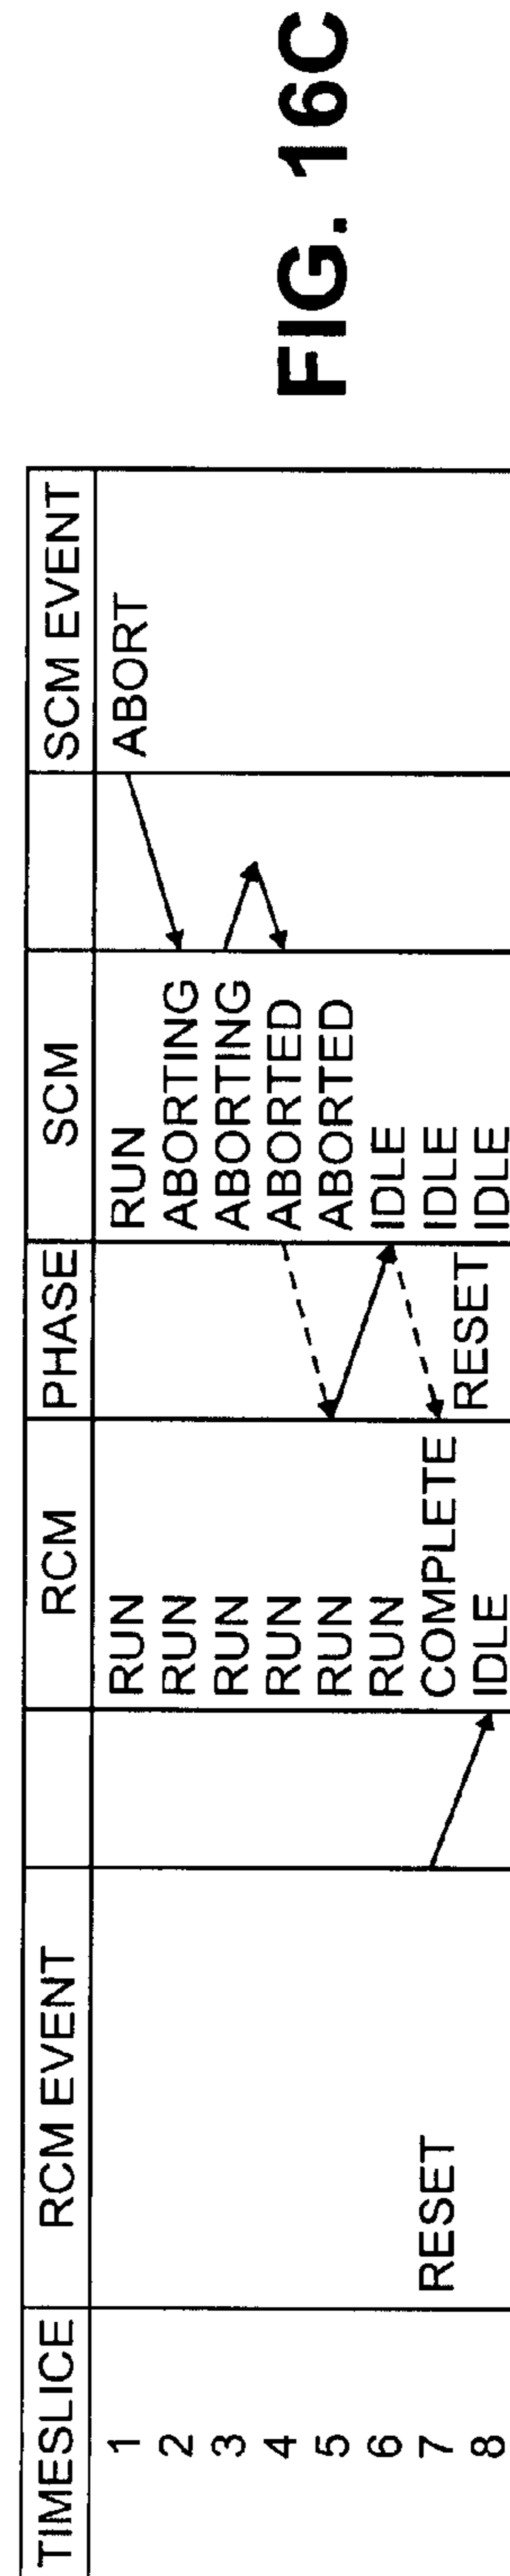 TIMESLICE RCM EVENT RCM PHASE SCM SCM EVENT
1 RUN RUN ABORT
2 RUN ABORTING
3 RUN ABORTING
4 RUN ABORTED
5 RUN ABORTED
6 RUN IDLE
7 RESET COMPLETE IDLE
8 IDLE RESET IDLE
FIG. 16C